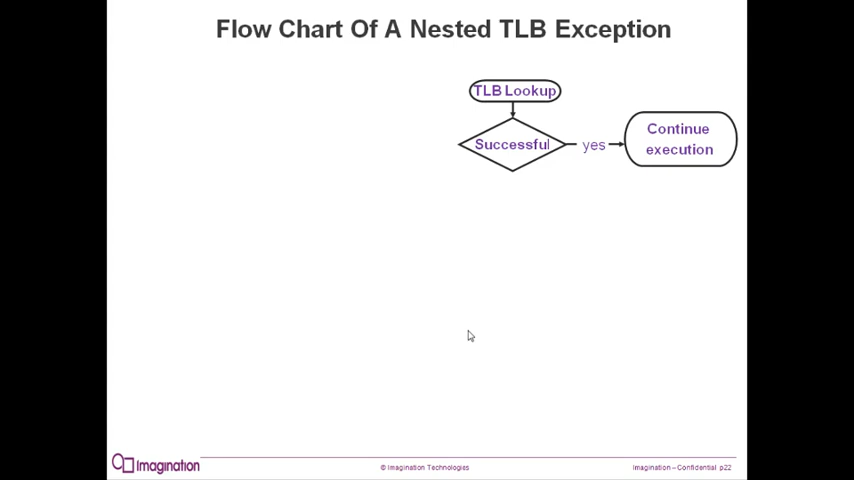 Flow Chart Of A Nested TLB Exception
TLB Lookup
Successful
yes
Continue
execution
Imagination
© Imagination Technologies
Imagination – Confidential p22